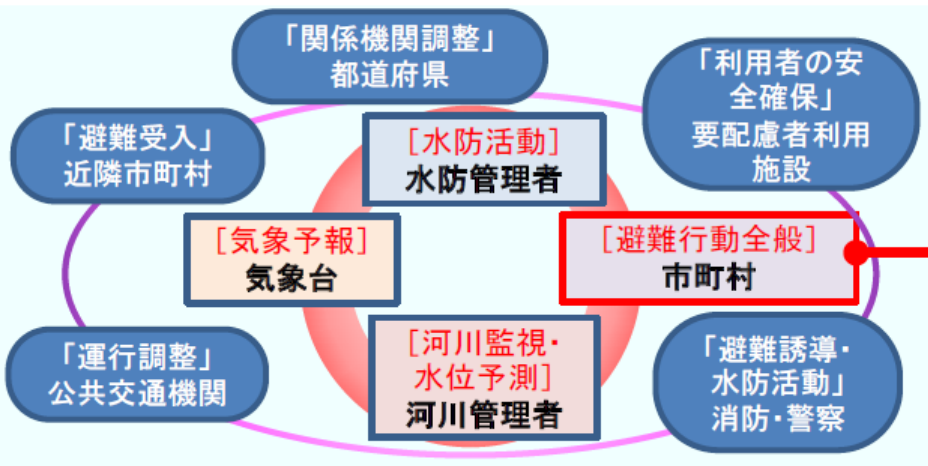 「関係機関調整」
都道府県
「利用者の安
全確保」
要配慮者利用
施設
「避難受入」
近隣市町村
[水防活動]
水防管理者
[気象予報]
気象台
[避難行動全般]
市町村
[河川監視・
水位予測]
河川管理者
「運行調整」
公共交通機関
「避難誘導・
水防活動」
消防・警察